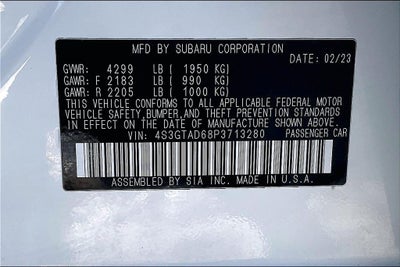 MFD BY SUBARU CORPORATION
DATE: 02/23
GVWR: 4299 LB ( 1950 KG)
GAWR: F 2183 LB ( 990 KG)
GAWR: R 2205 LB ( 1000 KG)
THIS VEHICLE CONFORMS TO ALL APPLICABLE FEDERAL MOTOR
VEHICLE SAFETY, BUMPER, AND THEFT PREVENTION STANDARDS
IN EFFECT ON THE DATE OF MANUFACTURE SHOWN ABOVE.
VIN: 4S3GTAD68P3713280 PASSENGER CAR
ASSEMBLED BY SIA INC. MADE IN U.S.A.